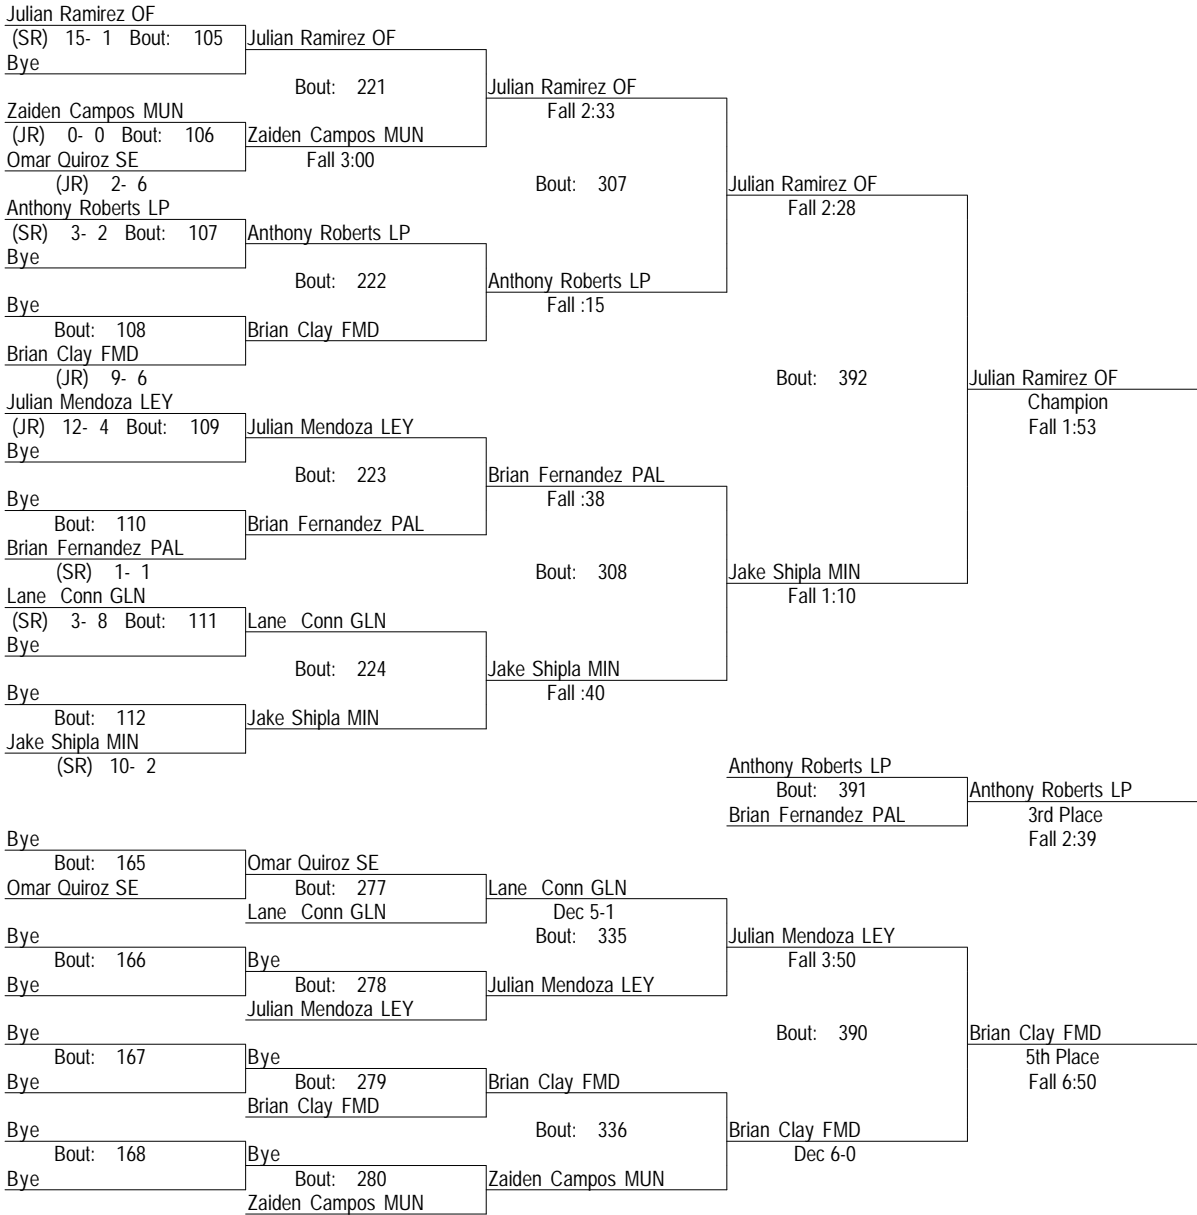 Julian Ramirez OF
(SR) 15- 1 Bout: 105 Julian Ramirez OF
Bye
Bout: 221 Julian Ramirez OF
Zaiden Campos MUN Fall 2:33
(JR) 0- 0 Bout: 106 Zaiden Campos MUN
Omar Quiroz SE Fall 3:00
(JR) 2- 6 Bout: 307 Julian Ramirez OF
Anthony Roberts LP Fall 2:28
(SR) 3- 2 Bout: 107 Anthony Roberts LP
Bye
Bout: 222 Anthony Roberts LP
Bye Fall :15
Bout: 108 Brian Clay FMD
Brian Clay FMD
(JR) 9- 6 Bout: 392 Julian Ramirez OF
Julian Mendoza LEY Champion
(JR) 12- 4 Bout: 109 Julian Mendoza LEY Fall 1:53
Bye
Bout: 223 Brian Fernandez PAL
Bye Fall :38
Bout: 110 Brian Fernandez PAL
Brian Fernandez PAL
(SR) 1- 1 Bout: 308 Jake Shipla MIN
Lane Conn GLN Fall 1:10
(SR) 3- 8 Bout: 111 Lane Conn GLN
Bye
Bout: 224 Jake Shipla MIN
Bye Fall :40
Bout: 112 Jake Shipla MIN
Jake Shipla MIN
(SR) 10- 2 Anthony Roberts LP
Bout: 391 Anthony Roberts LP
Brian Fernandez PAL 3rd Place
Bye Fall 2:39
Bout: 165 Omar Quiroz SE
Omar Quiroz SE Bout: 277 Lane Conn GLN
Lane Conn GLN Dec 5-1
Bye Bout: 335 Julian Mendoza LEY
Bout: 166 Bye Fall 3:50
Bye Bout: 278 Julian Mendoza LEY
Julian Mendoza LEY
Bye Bout: 390 Brian Clay FMD
Bout: 167 Bye 5th Place
Bye Bout: 279 Brian Clay FMD Fall 6:50
Brian Clay FMD
Bye Bout: 336 Brian Clay FMD
Bout: 168 Bye Dec 6-0
Bye Bout: 280 Zaiden Campos MUN
Zaiden Campos MUN